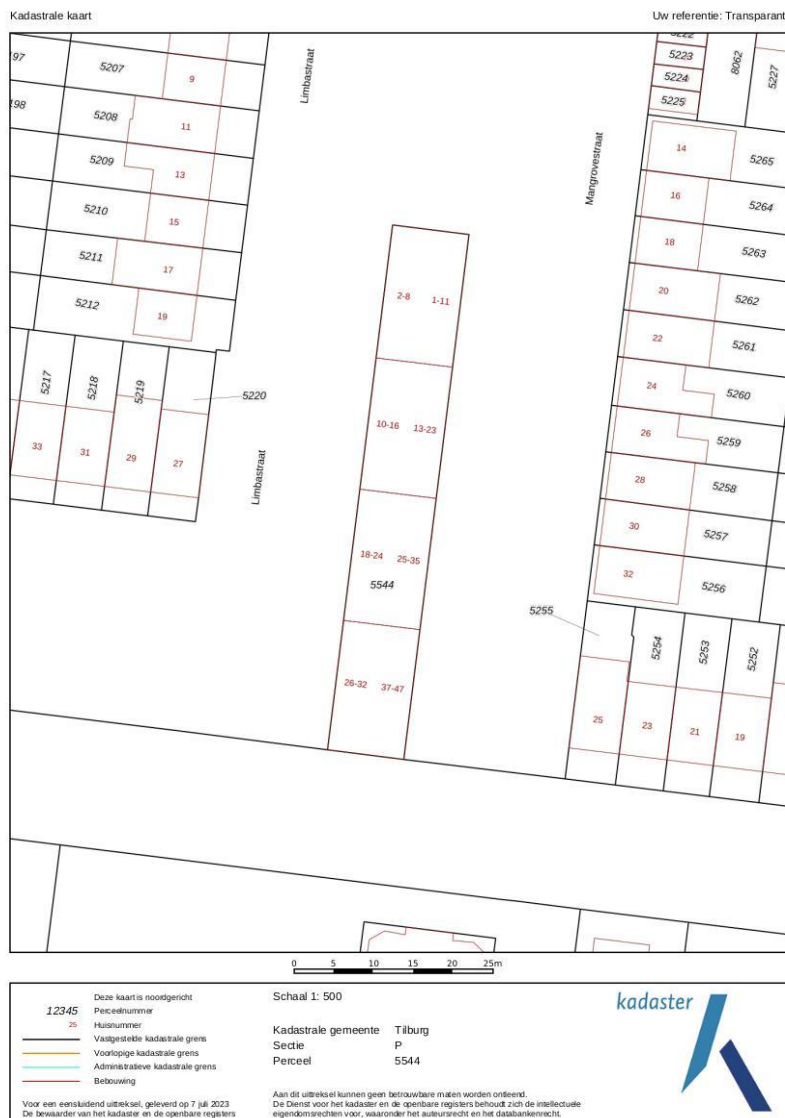 Kadastrale kaart Uw referentie: Transparant
5207
5208
5209
5210
5211
5212
9
11
13
15
17
19
Limbastraat
Mangrovestraat
5223
5224
5225
8062
5227
14
16
18
20
22
24
26
28
30
32
5265
5264
5263
5262
5261
5260
5259
5258
5257
5256
2-8 1-11
10-16 13-23
18-24 25-35
5544
26-32 37-47
5217
5218
5219
5220
33
31
29
27
Limbastraat
5255
5254
5253
5252
25
23
21
19
0 5 10 15 20 25m
Deze kaart is noordgericht
12345 Perceelnummer
25 Huisnummer
Vastgestelde kadastrale grens
Voorlopige kadastrale grens
Administratieve kadastrale grens
Bebouwing
Voor een eensluidend uittreksel, geleverd op 7 juli 2023
De bewaarder van het kadaster en de openbare registers
Schaal 1: 500
Kadastrale gemeente Tilburg
Sectie P
Perceel 5544
Aan dit uittreksel kunnen geen betrouwbare maten worden ontleend.
De Dienst voor het kadaster en de openbare registers behoudt zich de intellectuele
eigendomsrechten voor, waaronder het auteursrecht en het databankenrecht.
kadaster